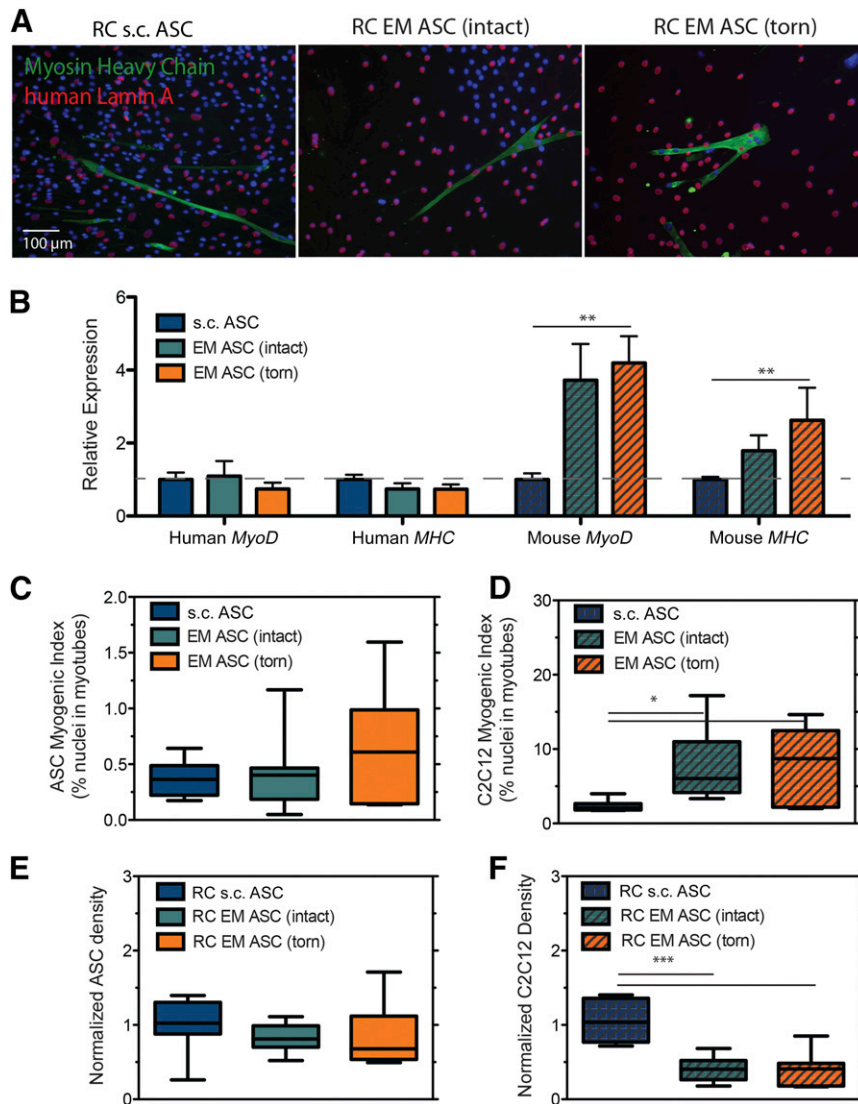 A
RC s.c. ASC
RC EM ASC (intact)
RC EM ASC (torn)
Myosin Heavy Chain
human Lamin A
100 µm
B
Relative Expression
6
4
2
0
s.c. ASC
EM ASC (intact)
EM ASC (torn)
**
**
Human MyoD
Human MHC
Mouse MyoD
Mouse MHC
C
ASC Myogenic Index
(% nuclei in myotubes)
2.0
1.5
1.0
0.5
0.0
s.c. ASC
EM ASC (intact)
EM ASC (torn)
D
C2C12 Myogenic Index
(% nuclei in myotubes)
30
20
10
0
s.c. ASC
EM ASC (intact)
EM ASC (torn)
*
E
Normalized ASC density
3
2
1
0
RC s.c. ASC
RC EM ASC (intact)
RC EM ASC (torn)
F
Normalized C2C12 Density
3
2
1
0
RC s.c. ASC
RC EM ASC (intact)
RC EM ASC (torn)
***